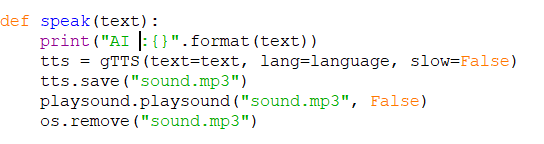 def speak(text):
    print("AI :{}".format(text))
    tts = gTTS(text=text, lang=language, slow=False)
    tts.save("sound.mp3")
    playsound.playsound("sound.mp3", False)
    os.remove("sound.mp3")